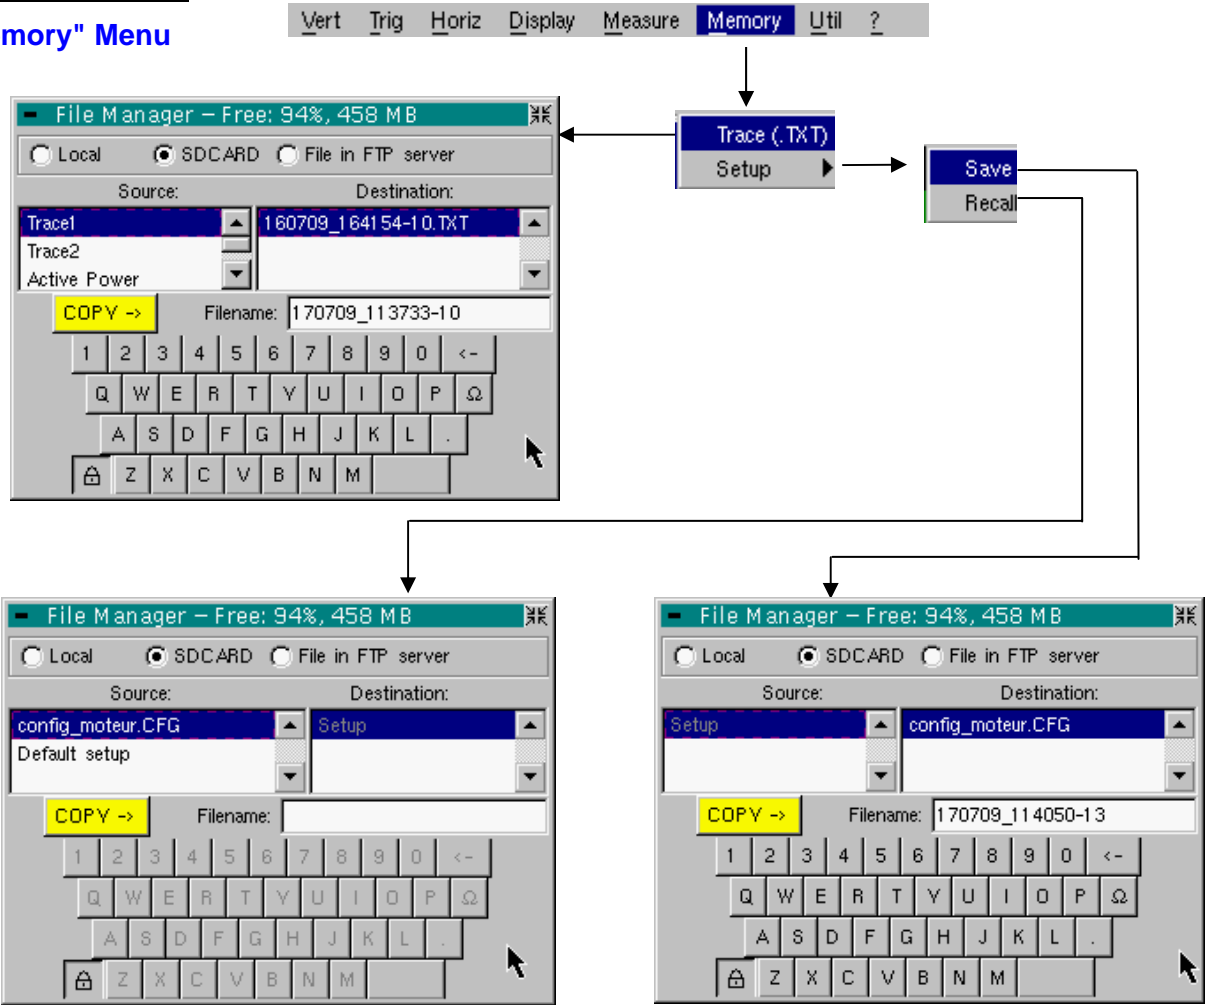 mory" Menu
Vert Trig Horiz Display Measure Memory Util ?
Trace (.TXT)
Setup
Save
Recall
File Manager – Free: 94%, 458 MB
Local SDCARD File in FTP server
Source: Destination:
Trace1 160709_164154-10.TXT
Trace2
Active Power
COPY -> Filename: 170709_113733-10
1 2 3 4 5 6 7 8 9 0 <-
Q W E R T Y U I O P Ω
A S D F G H J K L .
Z X C V B N M
File Manager – Free: 94%, 458 MB
Local SDCARD File in FTP server
Source: Destination:
config_moteur.CFG Setup
Default setup
COPY -> Filename:
1 2 3 4 5 6 7 8 9 0 <-
Q W E R T Y U I O P Ω
A S D F G H J K L .
Z X C V B N M
File Manager – Free: 94%, 458 MB
Local SDCARD File in FTP server
Source: Destination:
Setup config_moteur.CFG
COPY -> Filename: 170709_114050-13
1 2 3 4 5 6 7 8 9 0 <-
Q W E R T Y U I O P Ω
A S D F G H J K L .
Z X C V B N M